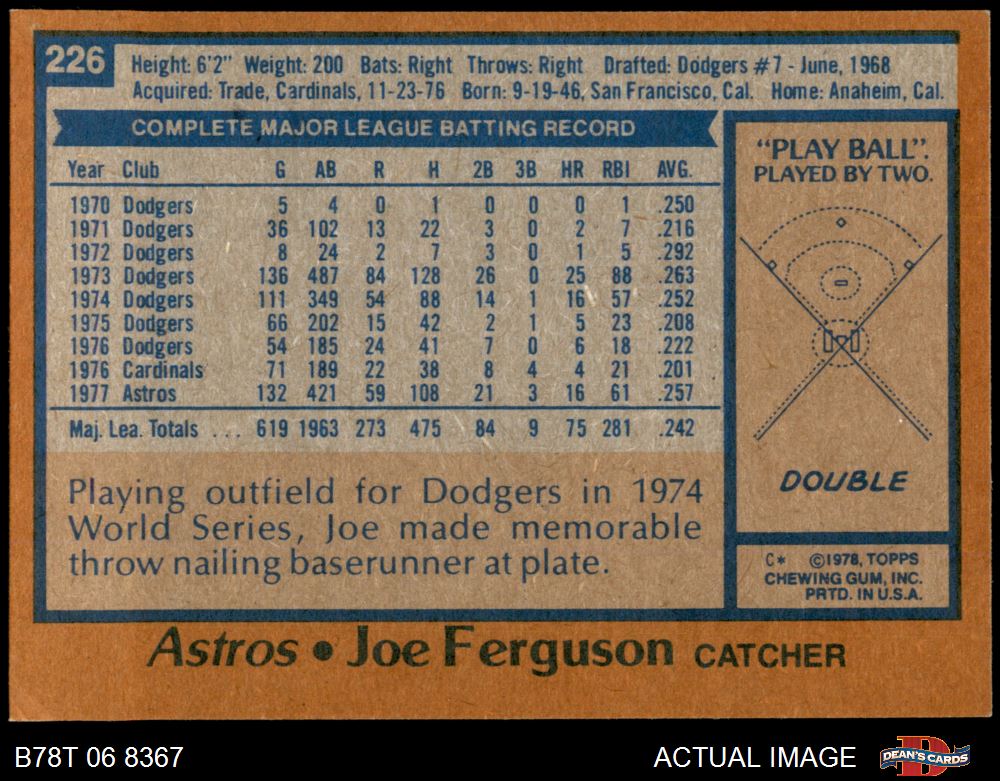 226
Height: 6'2" Weight: 200 Bats: Right Throws: Right Drafted: Dodgers #7 - June, 1968
Acquired: Trade, Cardinals, 11-23-76 Born: 9-19-46, San Francisco, Cal. Home: Anaheim, Cal.
COMPLETE MAJOR LEAGUE BATTING RECORD
Year Club G AB R H 2B 3B HR RBI AVG.
1970 Dodgers 5 4 0 1 0 0 0 1 .250
1971 Dodgers 36 102 13 22 3 0 2 7 .216
1972 Dodgers 8 24 2 7 3 0 1 5 .292
1973 Dodgers 136 487 84 128 26 0 25 88 .263
1974 Dodgers 111 349 54 88 14 1 16 57 .252
1975 Dodgers 66 202 15 42 2 1 5 23 .208
1976 Dodgers 54 185 24 41 7 0 6 18 .222
1976 Cardinals 71 189 22 38 8 4 4 21 .201
1977 Astros 132 421 59 108 21 3 16 61 .257
Maj. Lea. Totals ... 619 1963 273 475 84 9 75 281 .242
Playing outfield for Dodgers in 1974
World Series, Joe made memorable
throw nailing baserunner at plate.
"PLAY BALL".
PLAYED BY TWO.
DOUBLE
C* ©1978, TOPPS
CHEWING GUM, INC.
PRTD. IN U.S.A.
Astros • Joe Ferguson CATCHER
B78T 06 8367
ACTUAL IMAGE
D
DEAN'S CARDS